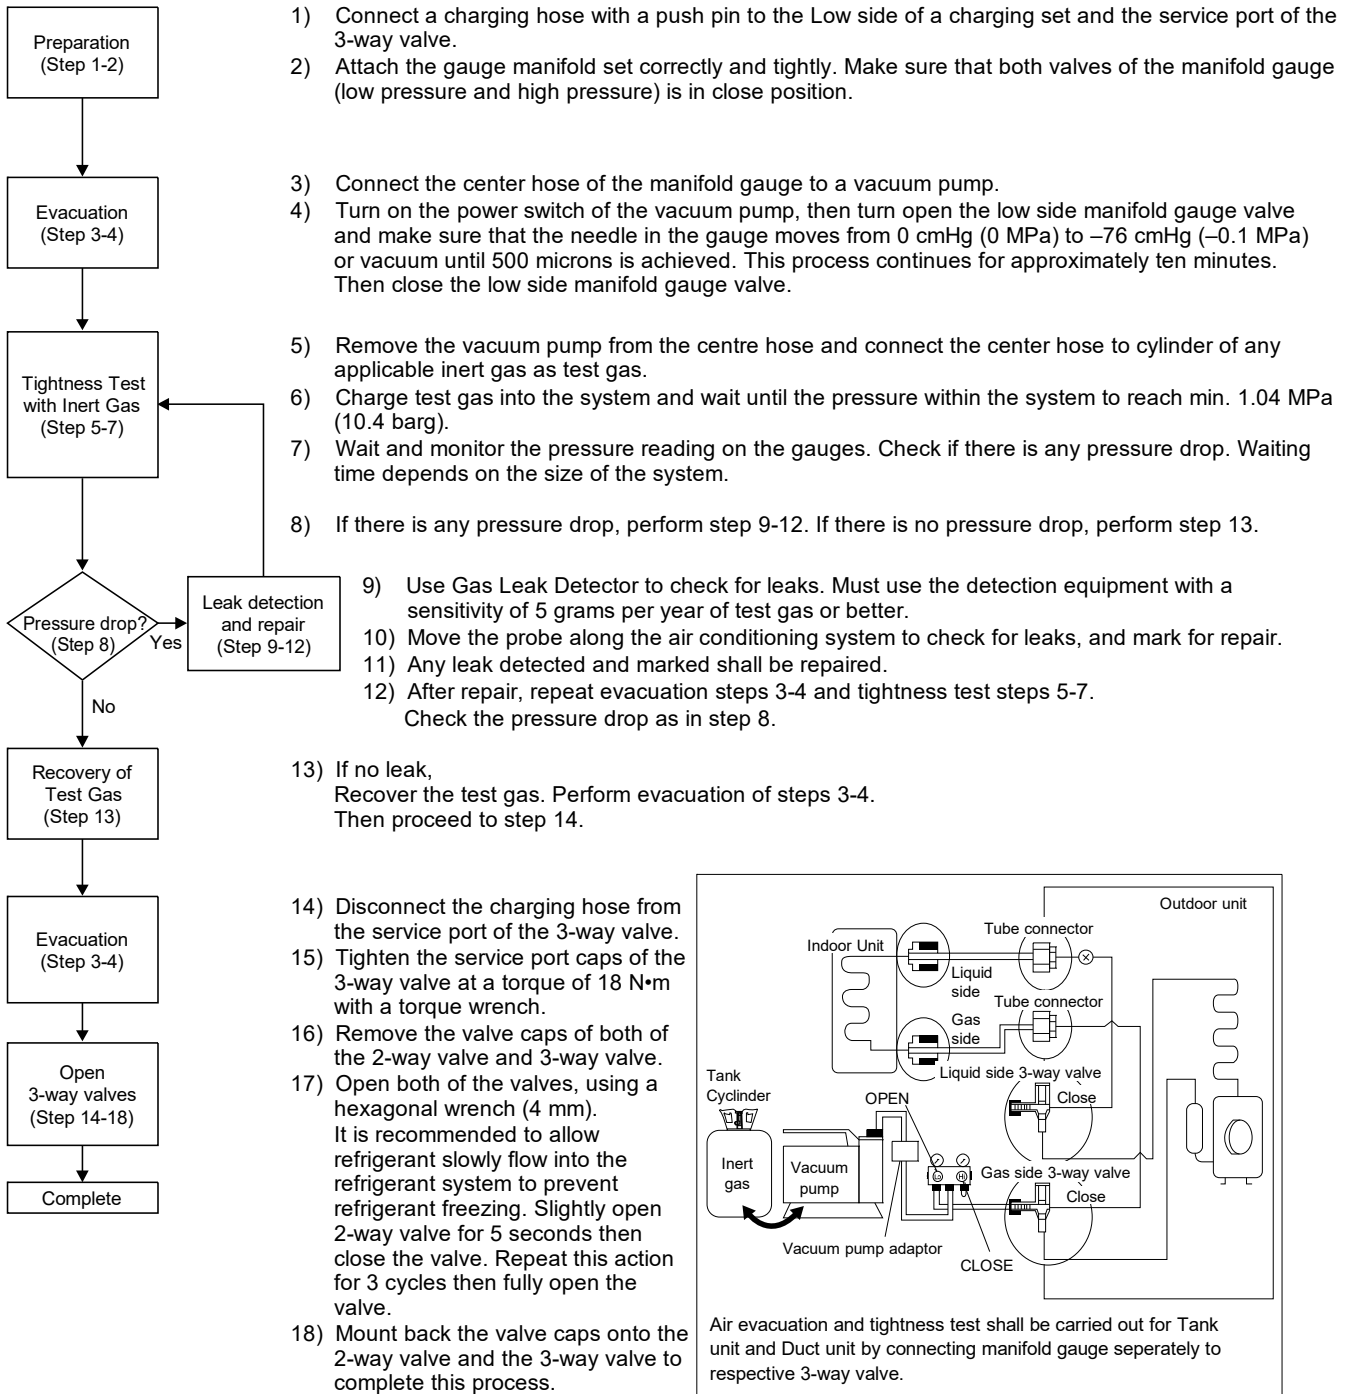 Preparation
(Step 1-2)
1) Connect a charging hose with a push pin to the Low side of a charging set and the service port of the
3-way valve.
2) Attach the gauge manifold set correctly and tightly. Make sure that both valves of the manifold gauge
(low pressure and high pressure) is in close position.
Evacuation
(Step 3-4)
3) Connect the center hose of the manifold gauge to a vacuum pump.
4) Turn on the power switch of the vacuum pump, then turn open the low side manifold gauge valve
and make sure that the needle in the gauge moves from 0 cmHg (0 MPa) to –76 cmHg (–0.1 MPa)
or vacuum until 500 microns is achieved. This process continues for approximately ten minutes.
Then close the low side manifold gauge valve.
Tightness Test
with Inert Gas
(Step 5-7)
5) Remove the vacuum pump from the centre hose and connect the center hose to cylinder of any
applicable inert gas as test gas.
6) Charge test gas into the system and wait until the pressure within the system to reach min. 1.04 MPa
(10.4 barg).
7) Wait and monitor the pressure reading on the gauges. Check if there is any pressure drop. Waiting
time depends on the size of the system.
8) If there is any pressure drop, perform step 9-12. If there is no pressure drop, perform step 13.
Pressure drop?
(Step 8)
Yes
No
Leak detection
and repair
(Step 9-12)
9) Use Gas Leak Detector to check for leaks. Must use the detection equipment with a
sensitivity of 5 grams per year of test gas or better.
10) Move the probe along the air conditioning system to check for leaks, and mark for repair.
11) Any leak detected and marked shall be repaired.
12) After repair, repeat evacuation steps 3-4 and tightness test steps 5-7.
Check the pressure drop as in step 8.
Recovery of
Test Gas
(Step 13)
13) If no leak,
Recover the test gas. Perform evacuation of steps 3-4.
Then proceed to step 14.
Evacuation
(Step 3-4)
Open
3-way valves
(Step 14-18)
Complete
14) Disconnect the charging hose from
the service port of the 3-way valve.
15) Tighten the service port caps of the
3-way valve at a torque of 18 N•m
with a torque wrench.
16) Remove the valve caps of both of
the 2-way valve and 3-way valve.
17) Open both of the valves, using a
hexagonal wrench (4 mm).
It is recommended to allow
refrigerant slowly flow into the
refrigerant system to prevent
refrigerant freezing. Slightly open
2-way valve for 5 seconds then
close the valve. Repeat this action
for 3 cycles then fully open the
valve.
18) Mount back the valve caps onto the
2-way valve and the 3-way valve to
complete this process.
Outdoor unit
Tube connector
Indoor Unit
Liquid
side
Tube connector
Gas
side
Liquid side 3-way valve
Close
Tank
Cyclinder
OPEN
Inert
gas
Vacuum
pump
Lo
Hi
Gas side 3-way valve
Close
Vacuum pump adaptor
CLOSE
Air evacuation and tightness test shall be carried out for Tank
unit and Duct unit by connecting manifold gauge seperately to
respective 3-way valve.